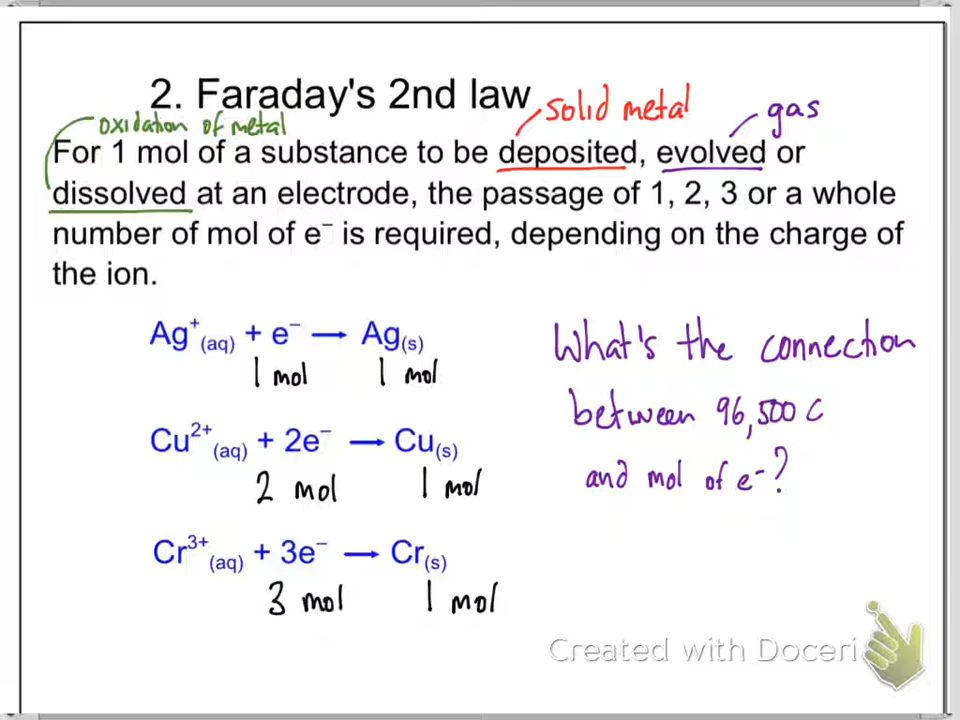 2. Faraday's 2nd law
solid metal
gas
oxidation of metal
For 1 mol of a substance to be deposited, evolved or
dissolved at an electrode, the passage of 1, 2, 3 or a whole
number of mol of e⁻ is required, depending on the charge of
the ion.
Ag⁺(aq) + e⁻ → Ag(s)
1 mol 1 mol
Cu²⁺(aq) + 2e⁻ → Cu(s)
2 mol 1 mol
Cr³⁺(aq) + 3e⁻ → Cr(s)
3 mol 1 mol
What's the connection
between 96,500 C
and mol of e⁻?
Created with Doceri